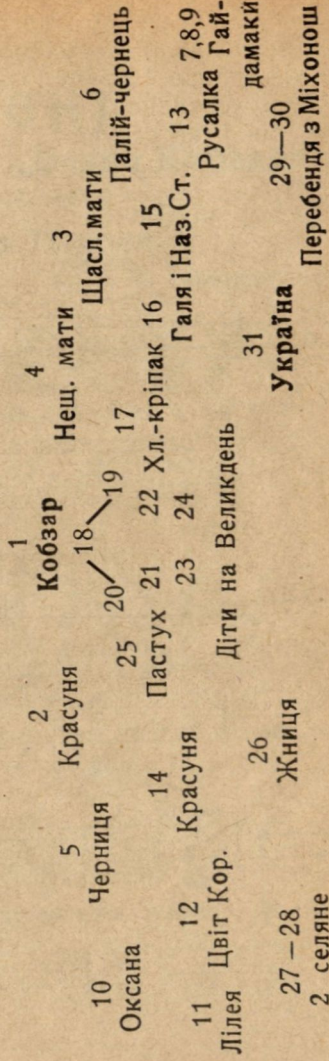 1
2 4
Кобзар
5 Красуня Нещ. мати 3
18
Черниця 20 19 Щасл.мати 6
10 25 17 Палій-чернець
Оксана 14 Пастух 21 22 Хл.-кріпак 16 15
Красуня 23 24 Галя і Наз.Ст. 13 7,8,9
11 12 Русалка Гай-
Лілея Цвіт Кор. Діти на Великдень дамаки
26 31 29—30
27—28 Жниця Україна
2 селяне Перебендя з Міхонош